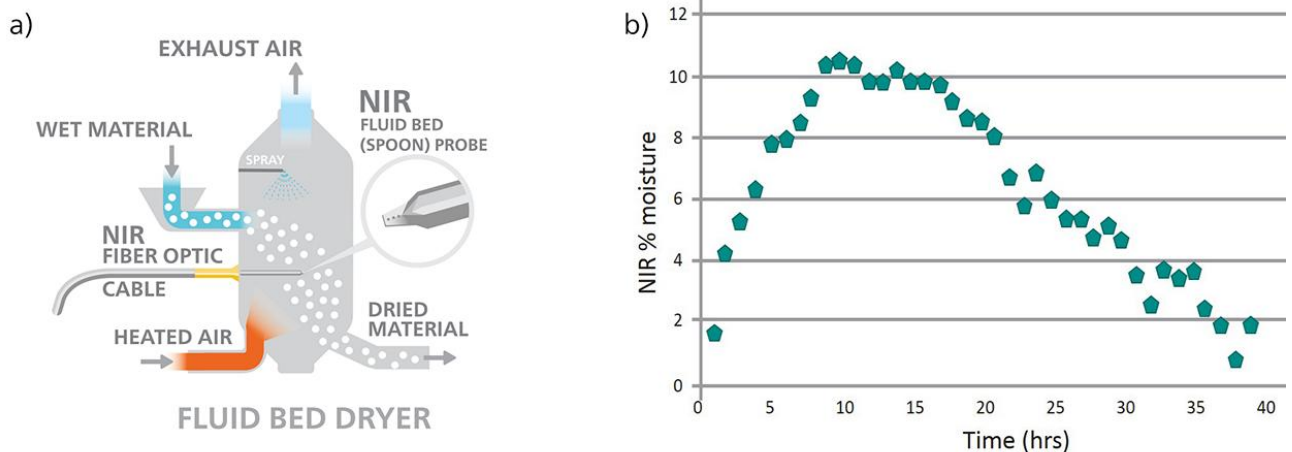 a)
EXHAUST AIR
WET MATERIAL
NIR
FLUID BED
(SPOON) PROBE
SPRAY
NIR
FIBER OPTIC
CABLE
HEATED AIR
DRIED
MATERIAL
FLUID BED DRYER
b)
NIR % moisture
12
10
8
6
4
2
0
0 5 10 15 20 25 30 35 40
Time (hrs)